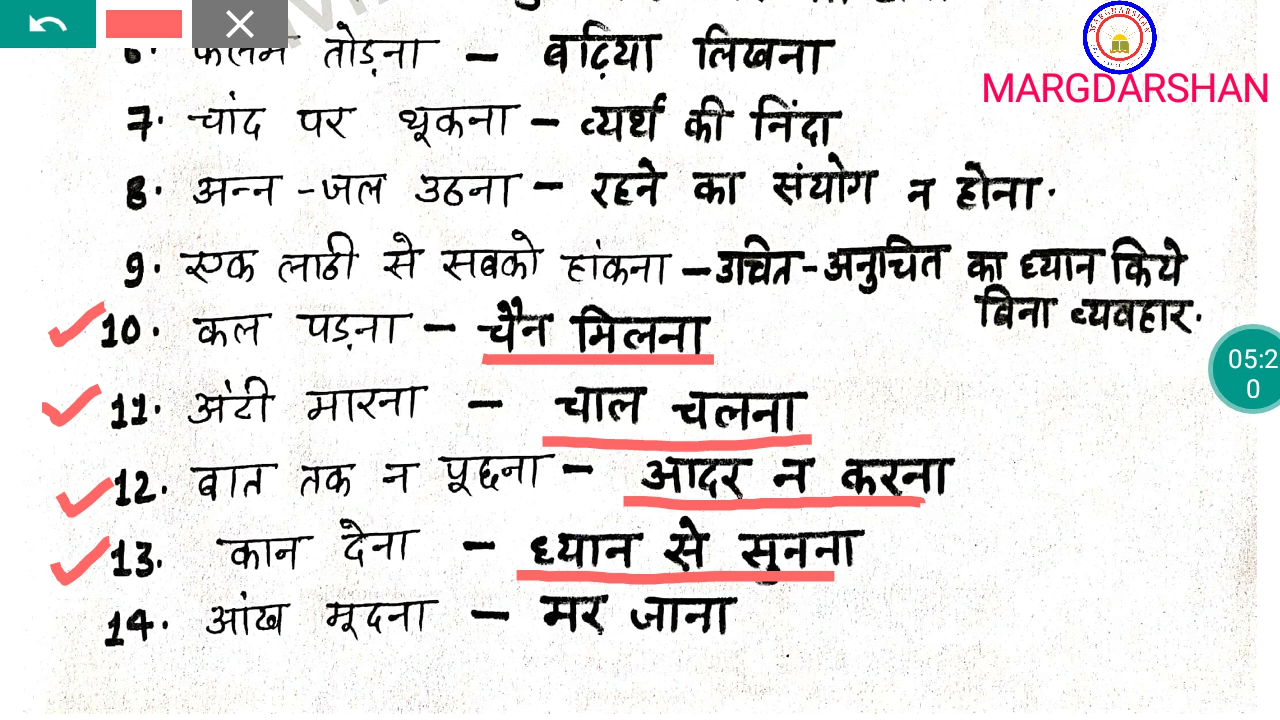 MARGDARSHAN
6. कलम तोड़ना - बढ़िया लिखना
7. चांद पर थूकना - व्यर्थ की निंदा
8. अन्न-जल उठना - रहने का संयोग न होना.
9. एक लाठी से सबको हांकना - उचित-अनुचित का ध्यान किये
बिना व्यवहार.
10. कल पड़ना - चैन मिलना
05:2
0
11. अंटी मारना - चाल चलना
12. बात तक न पूछना - आदर न करना
13. कान देना - ध्यान से सुनना
14. आंख मूदना - मर जाना